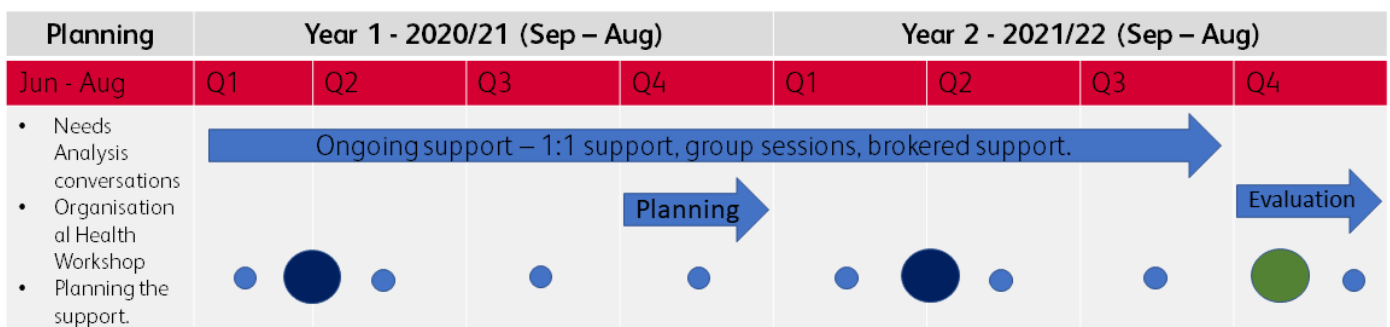 Planning Year 1 - 2020/21 (Sep – Aug) Year 2 - 2021/22 (Sep – Aug)
Jun - Aug Q1 Q2 Q3 Q4 Q1 Q2 Q3 Q4
• Needs
Analysis
conversations
• Organisation
al Health
Workshop
• Planning the
support.
Ongoing support – 1:1 support, group sessions, brokered support.
Planning
Evaluation